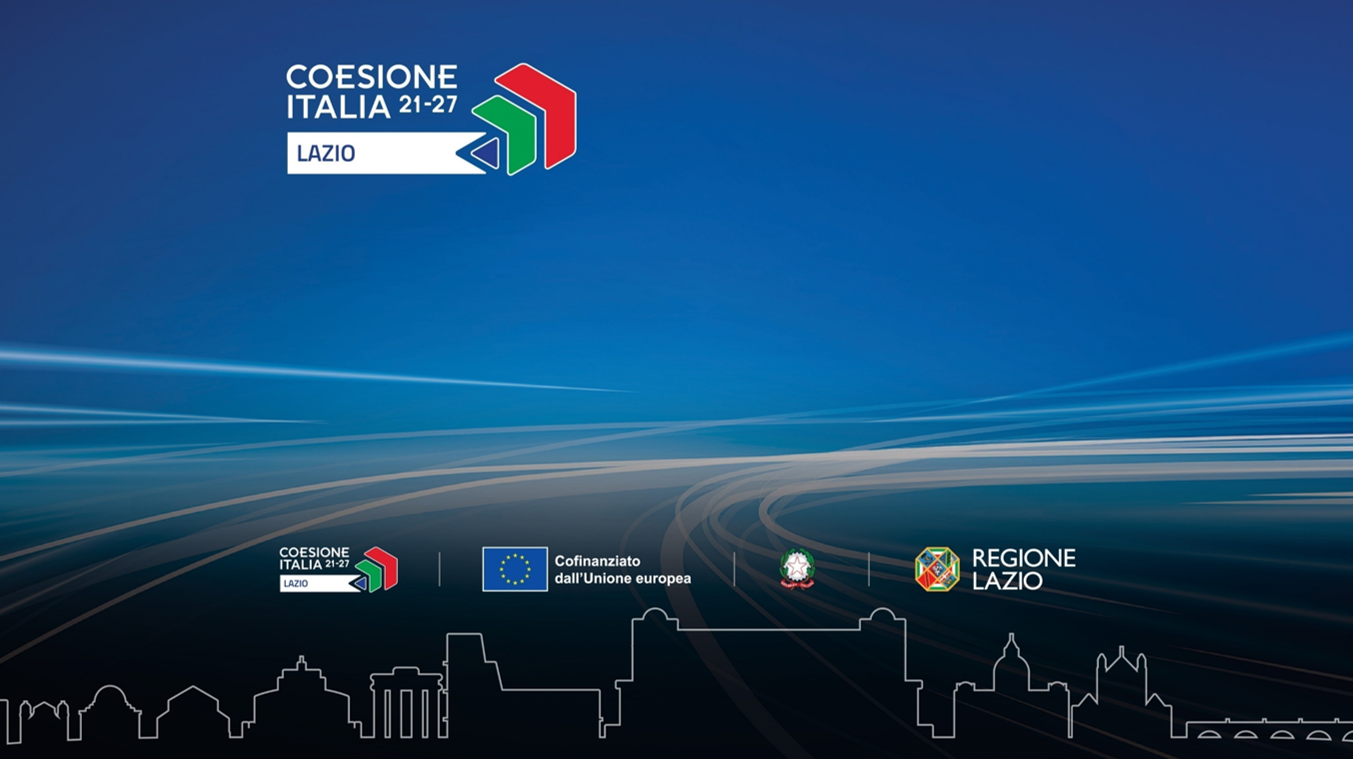 COESIONE
ITALIA 21-27
LAZIO
COESIONE
ITALIA 21-27
LAZIO
Cofinanziato
dall'Unione europea
REGIONE
LAZIO